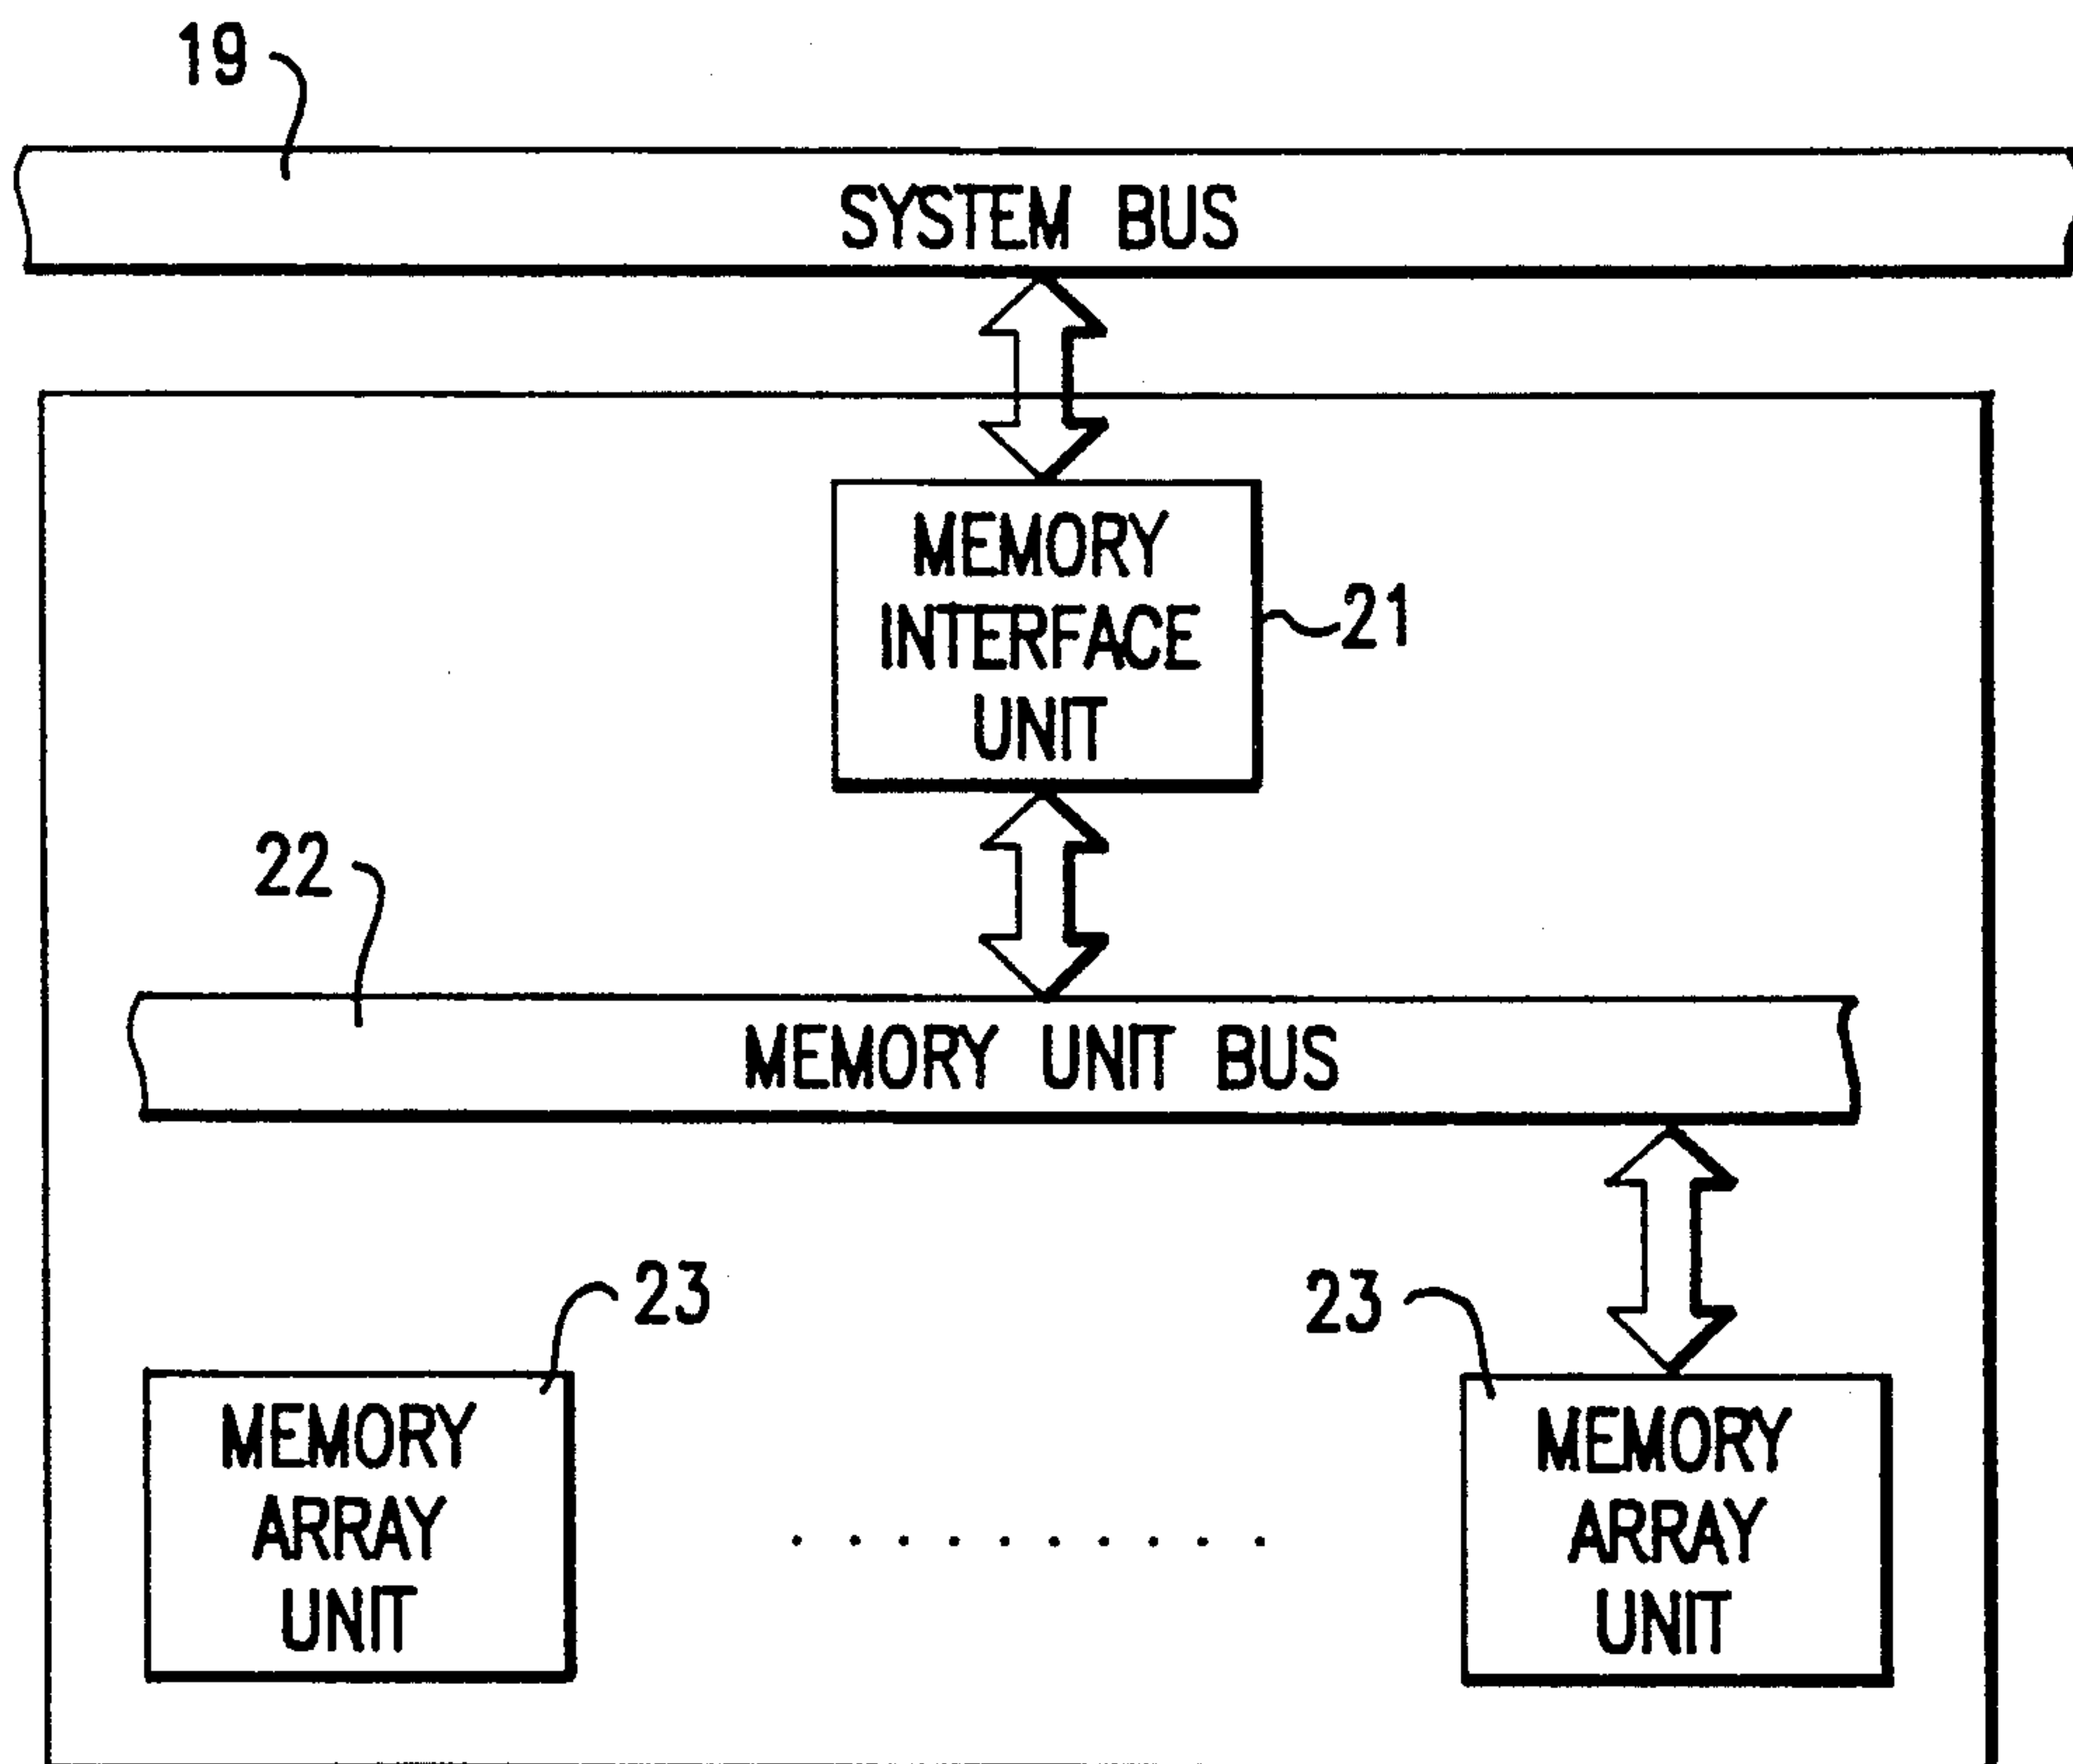 19
SYSTEM BUS
MEMORY
INTERFACE
UNIT
21
22
MEMORY UNIT BUS
23
23
MEMORY
ARRAY
UNIT
MEMORY
ARRAY
UNIT